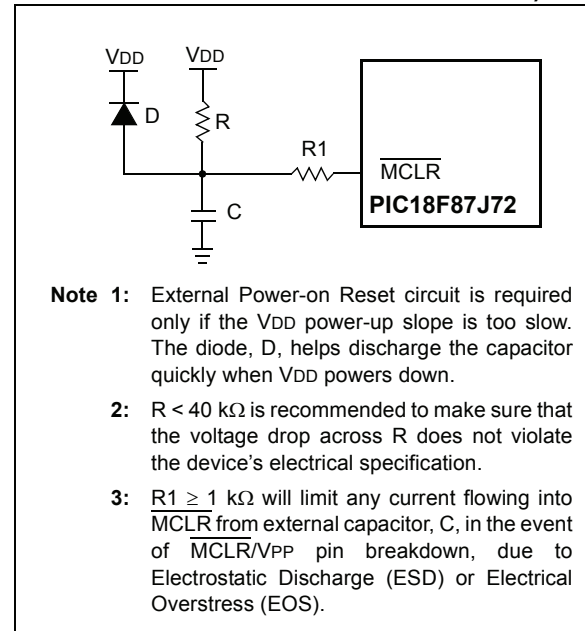 VDD VDD
D R
R1
MCLR
C PIC18F87J72
Note 1: External Power-on Reset circuit is required
only if the VDD power-up slope is too slow.
The diode, D, helps discharge the capacitor
quickly when VDD powers down.
2: R < 40 kΩ is recommended to make sure that
the voltage drop across R does not violate
the device’s electrical specification.
3: R1 ≥ 1 kΩ will limit any current flowing into
MCLR from external capacitor, C, in the event
of MCLR/VPP pin breakdown, due to
Electrostatic Discharge (ESD) or Electrical
Overstress (EOS).